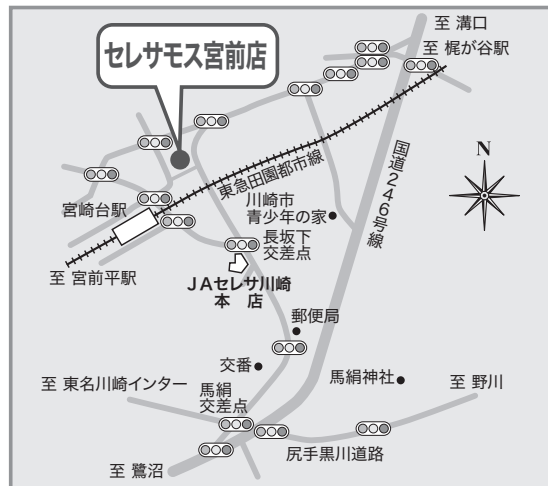 至 溝口
セレサモス宮前店
至 梶が谷駅
N
東急田園都市線
国道246号線
川崎市
青少年の家
宮崎台駅
長坂下
交差点
至 宮前平駅
JAセレサ川崎
本 店
郵便局
交番
馬絹神社
至 東名川崎インター
至 野川
馬絹
交差点
尻手黒川道路
至 鷺沼